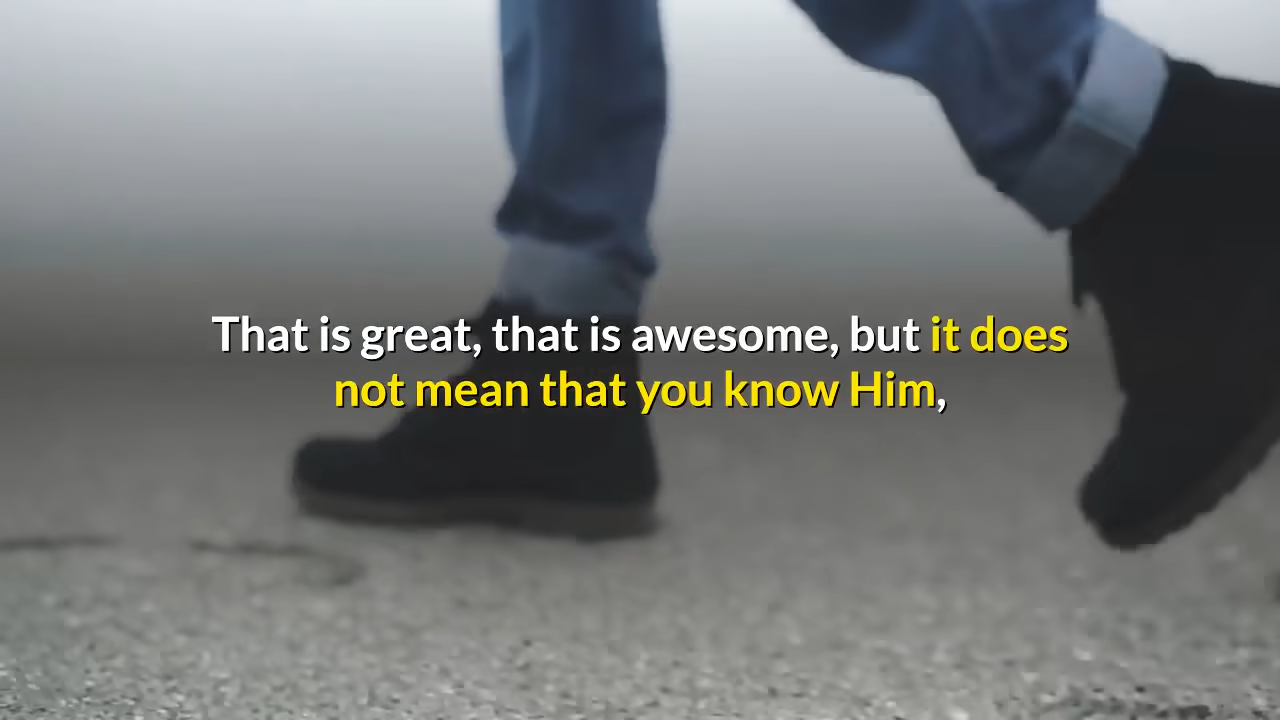 That is great, that is awesome, but it does
not mean that you know Him,